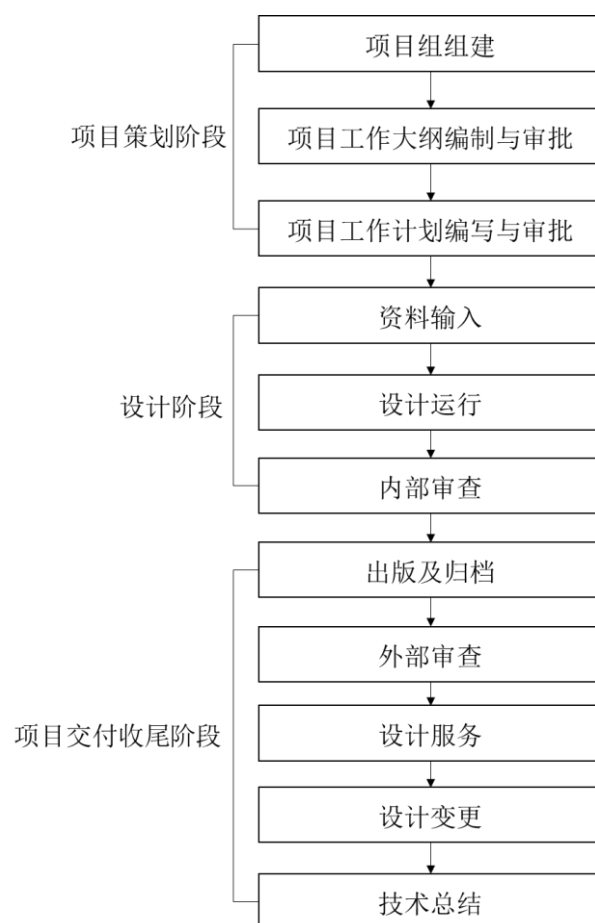 项目组组建
项目策划阶段
项目工作大纲编制与审批
项目工作计划编写与审批
资料输入
设计阶段
设计运行
内部审查
出版及归档
外部审查
项目交付收尾阶段
设计服务
设计变更
技术总结